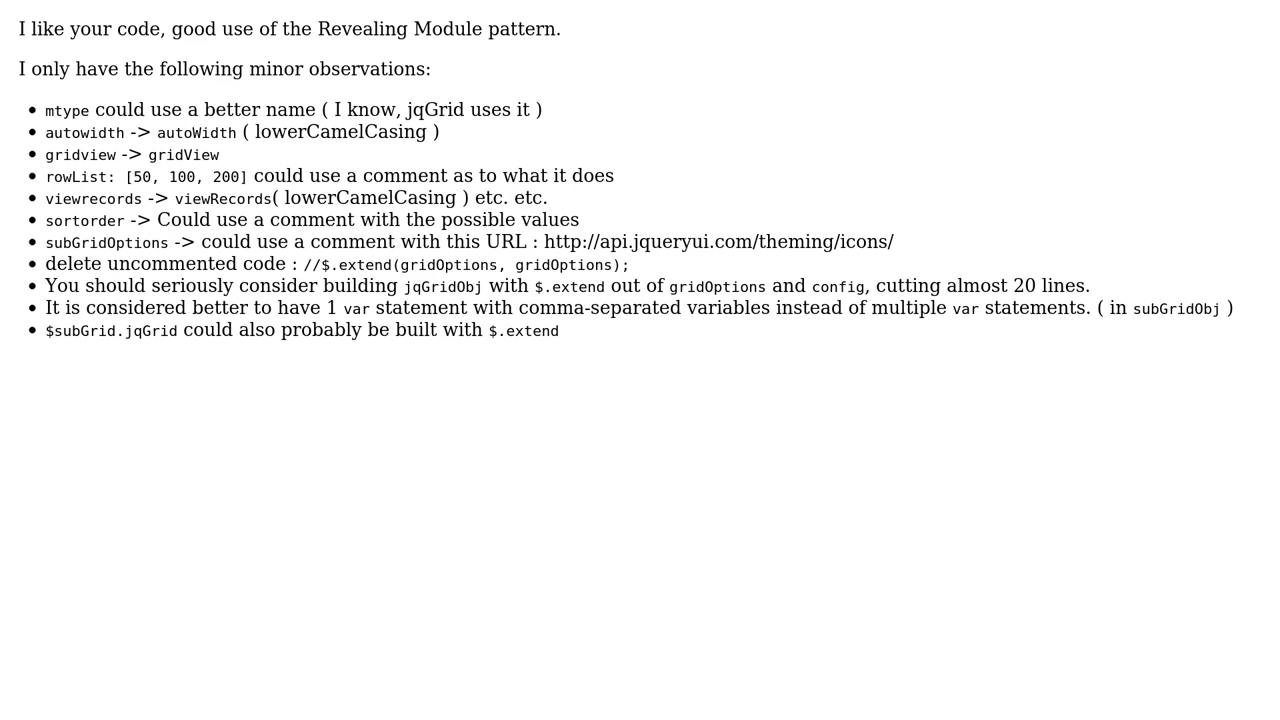 I like your code, good use of the Revealing Module pattern.
I only have the following minor observations:
• mtype could use a better name ( I know, jqGrid uses it )
• autowidth -> autoWidth ( lowerCamelCasing )
• gridview -> gridView
• rowList: [50, 100, 200] could use a comment as to what it does
• viewrecords -> viewRecords( lowerCamelCasing ) etc. etc.
• sortorder -> Could use a comment with the possible values
• subGridOptions -> could use a comment with this URL : http://api.jqueryui.com/theming/icons/
• delete uncommented code : //$.extend(gridOptions, gridOptions);
• You should seriously consider building jqGridObj with $.extend out of gridOptions and config, cutting almost 20 lines.
• It is considered better to have 1 var statement with comma-separated variables instead of multiple var statements. ( in subGridObj )
• $subGrid.jqGrid could also probably be built with $.extend